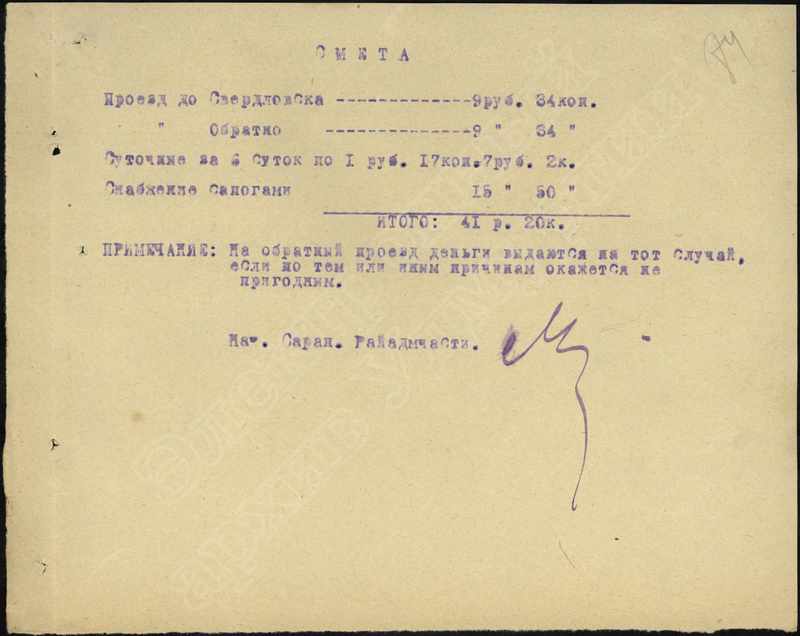 СМЕТА
Проезд до Свердловска -------------9руб. 34коп.
" Обратно --------------9 " 34 "
Суточные за 6 суток по 1 руб. 17коп.7руб. 2к.
Снабжение сапогами 15 " 50 "
ИТОГО: 41 р. 20к.
ПРИМЕЧАНИЕ: На обратный проезд деньги выдаются на тот случай,
если по тем или иным причинам окажется не
пригодным.
Нач. Сарап. Райадмчасти.